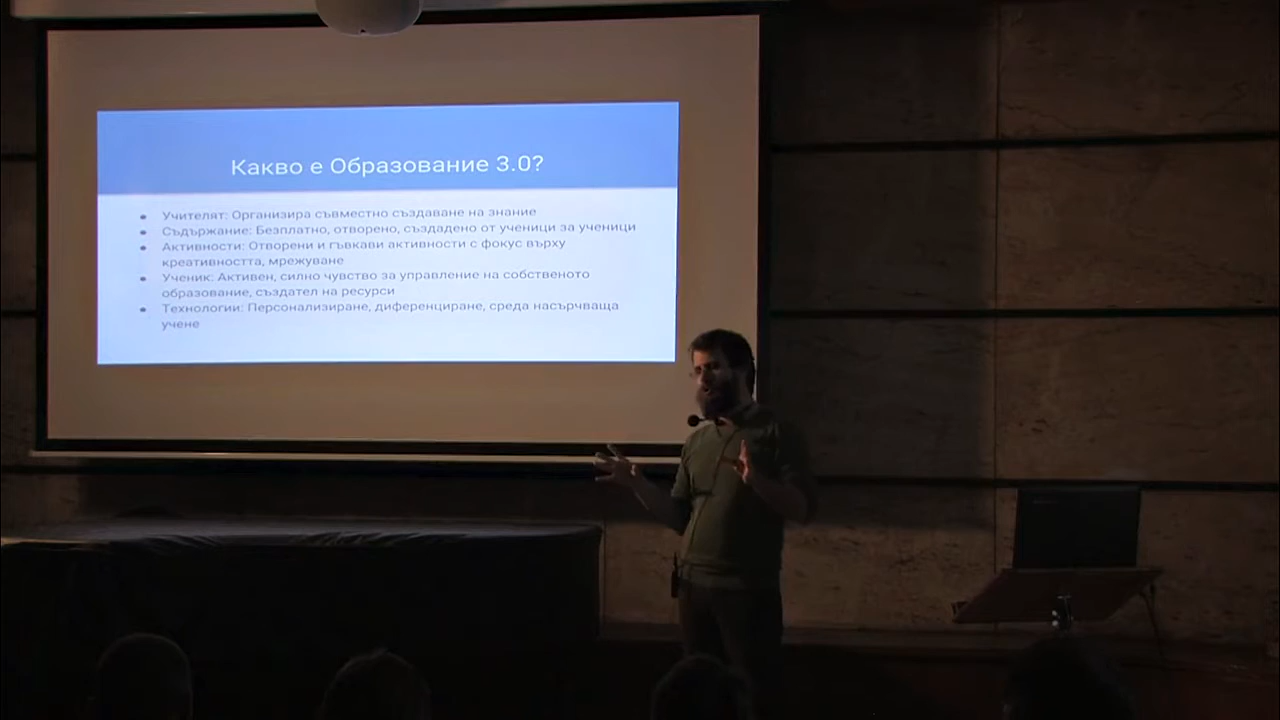 Какво е Образование 3.0?
Учителят: Организира съвместно създаване на знание
Съдържание: Безплатно, отворено, създадено от ученици за ученици
Активности: Отворени и гъвкави активности с фокус върху
креативността, мрежуване
Ученик: Активен, силно чувство за управление на собственото
образование, създател на ресурси
Технологии: Персонализиране, диференциране, среда насърчваща
учене